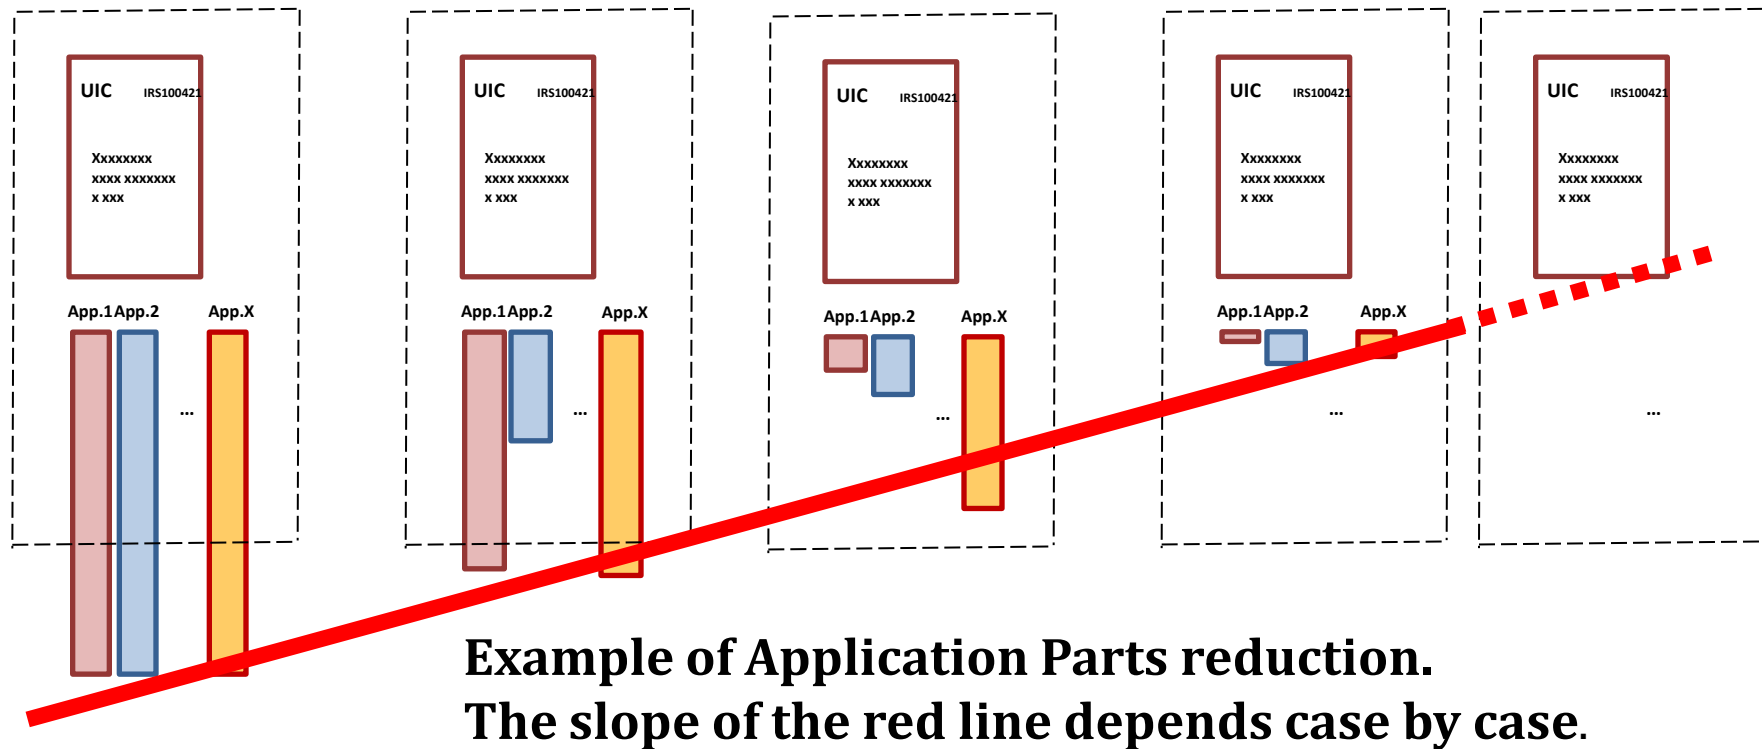 UIC IRS100421
Xxxxxxxx
xxxx xxxxxxx
x xxx
App.1 App.2 App.X
...
UIC IRS100421
Xxxxxxxx
xxxx xxxxxxx
x xxx
App.1 App.2 App.X
...
UIC IRS100421
Xxxxxxxx
xxxx xxxxxxx
x xxx
App.1 App.2 App.X
...
UIC IRS100421
Xxxxxxxx
xxxx xxxxxxx
x xxx
App.1 App.2 App.X
...
UIC IRS100421
Xxxxxxxx
xxxx xxxxxxx
x xxx
...
Example of Application Parts reduction.
The slope of the red line depends case by case.